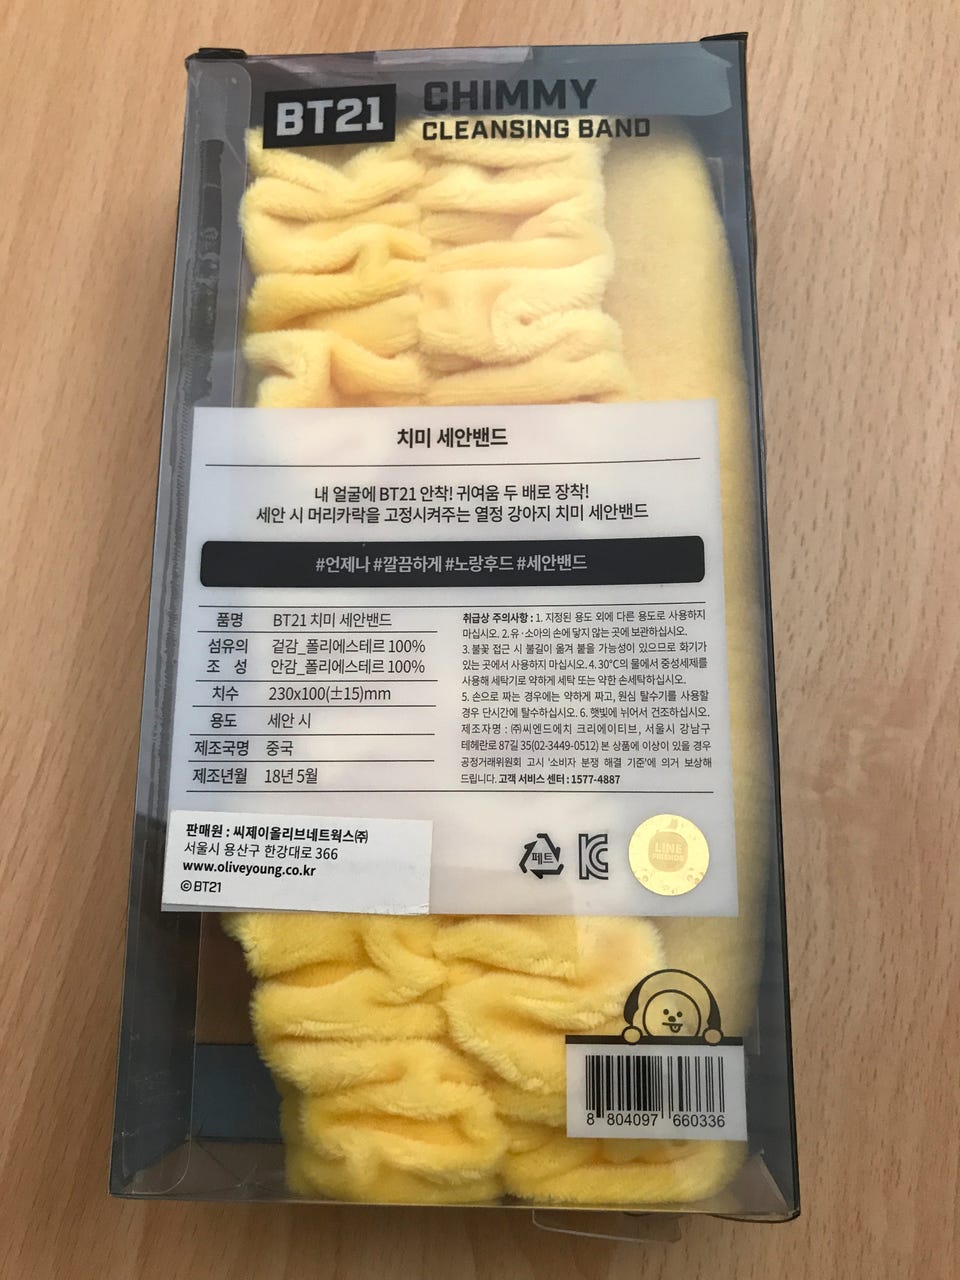 BT21
CHIMMY
CLEANSING BAND
치미 세안밴드
내 얼굴에 BT21 안착! 귀여움 두 배로 장착!
세안 시 머리카락을 고정시켜주는 열정 강아지 치미 세안밴드
#언제나 #깔끔하게 #노랑후드 #세안밴드
품명 BT21 치미 세안밴드
섬유의 겉감_폴리에스테르 100%
조 성 안감_폴리에스테르 100%
치수 230x100(±15)mm
용도 세안 시
제조국명 중국
제조년월 18년 5월
취급상 주의사항 : 1. 지정된 용도 외에 다른 용도로 사용하지
마십시오. 2. 유·소아의 손에 닿지 않는 곳에 보관하십시오.
3. 불꽃 접근 시 불길이 옮겨 붙을 가능성이 있으므로 화기가
있는 곳에서 사용하지 마십시오. 4. 30°C의 물에서 중성세제를
사용해 세탁기로 약하게 세탁 또는 약한 손세탁하십시오.
5. 손으로 짜는 경우에는 약하게 짜고, 원심 탈수기를 사용할
경우 단시간에 탈수하십시오. 6. 햇빛에 뉘어서 건조하십시오.
제조자명 : ㈜씨엔드에치 크리에이티브, 서울시 강남구
테헤란로 87길 35(02-3449-0512) 본 상품에 이상이 있을 경우
공정거래위원회 고시 '소비자 분쟁 해결 기준'에 의거 보상해
드립니다. 고객 서비스 센터 : 1577-4887
판매원 : 씨제이올리브네트웍스㈜
서울시 용산구 한강대로 366
www.oliveyoung.co.kr
©BT21
페트
KC
LINE
FRIENDS
8 804097 660336